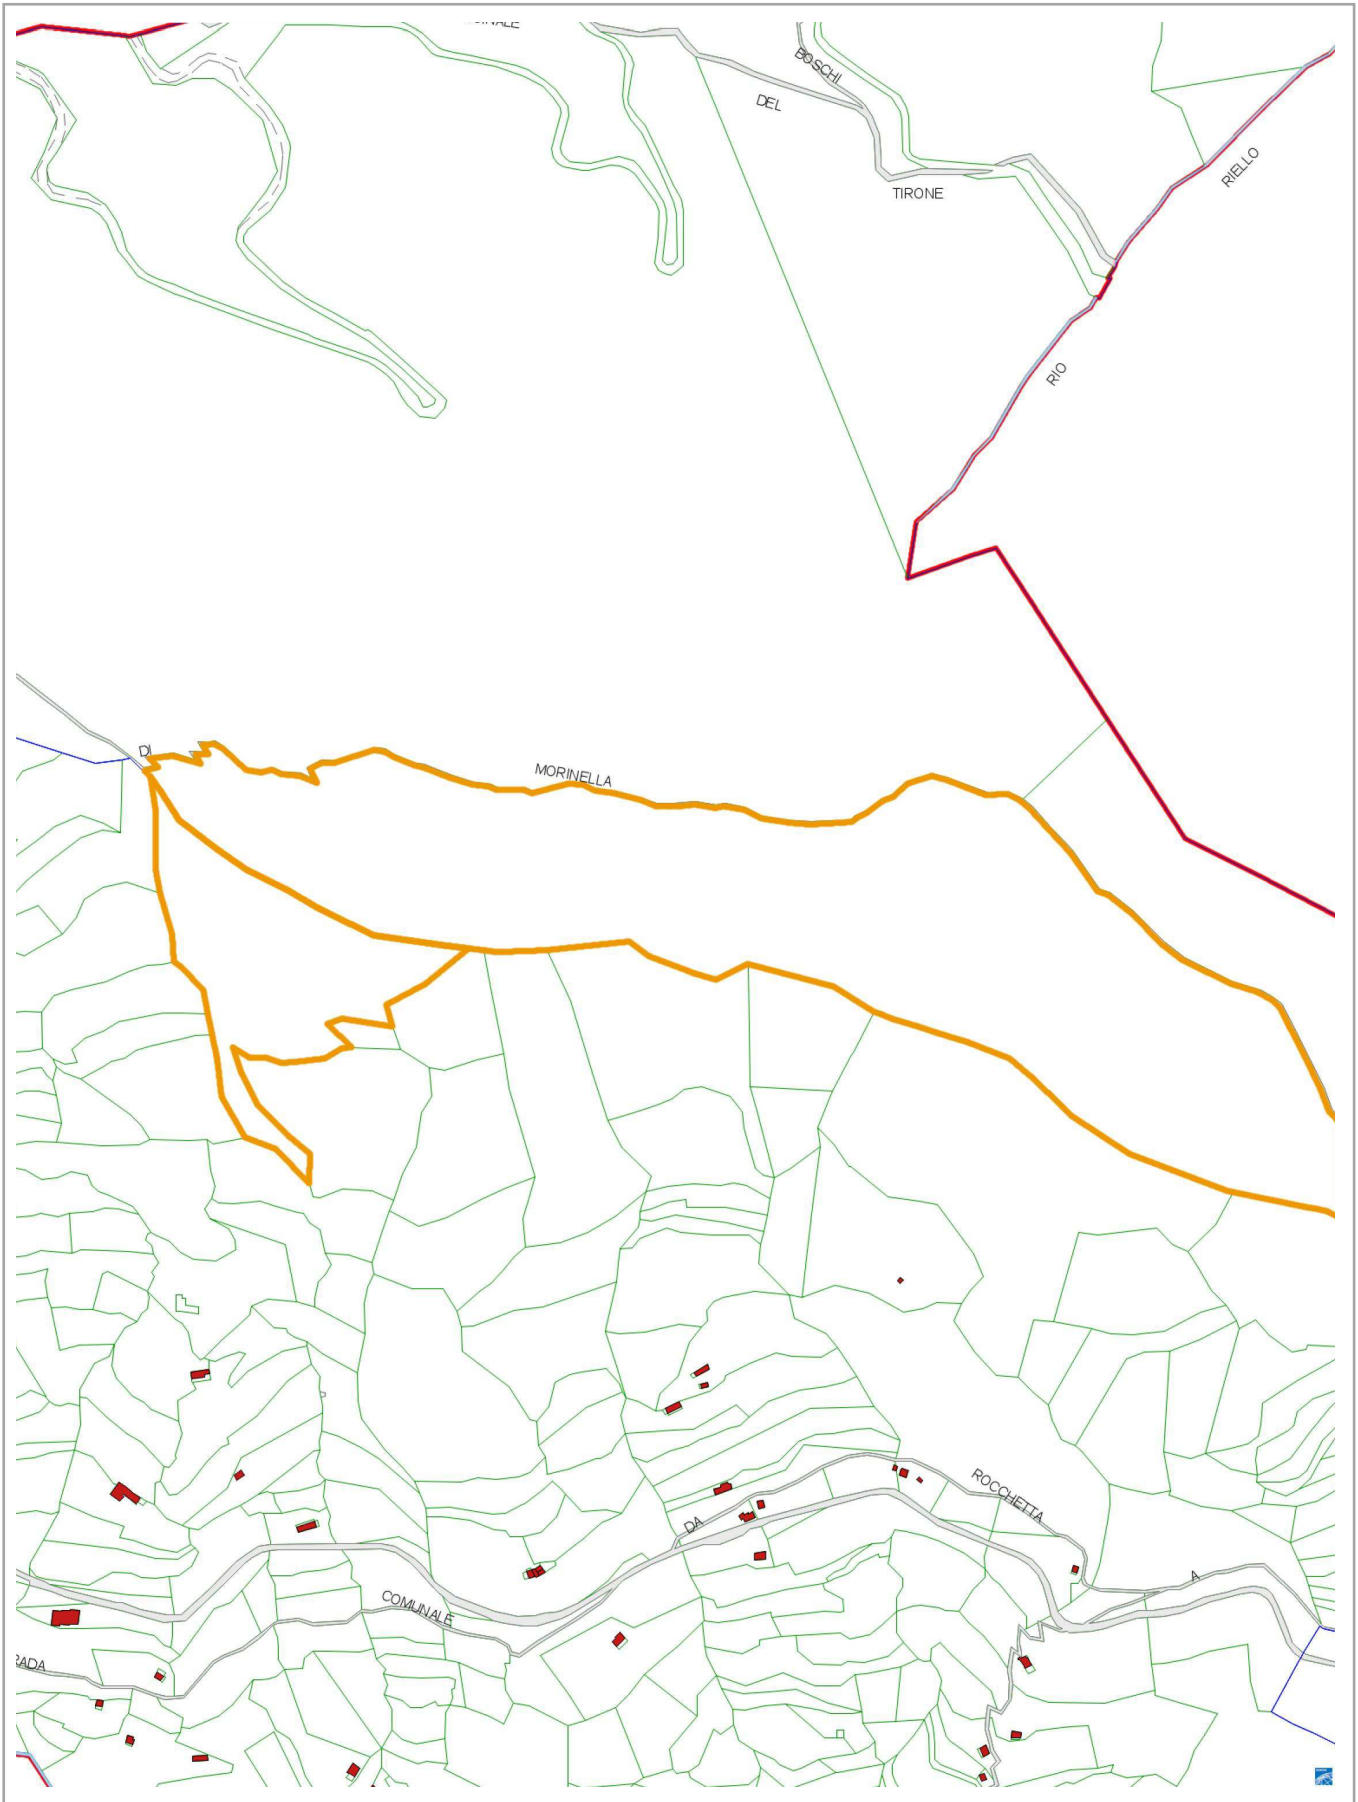 BOSCHI
DEL
RIELLO
TIRONE
RIO
DI
MORINELLA
ROCCHETTA
DA
A
COMUNALE
RADA